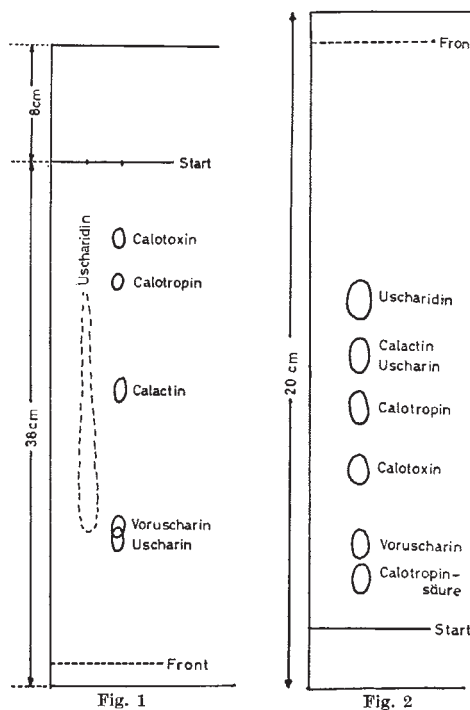 8cm
38cm
Start
Uscharidin
Calotoxin
Calotropin
Calactin
Voruscharin
Uscharin
Front
Fig. 1
20 cm
Front
Uscharidin
Calactin
Uscharin
Calotropin
Calotoxin
Voruscharin
Calotropin-
säure
Start
Fig. 2